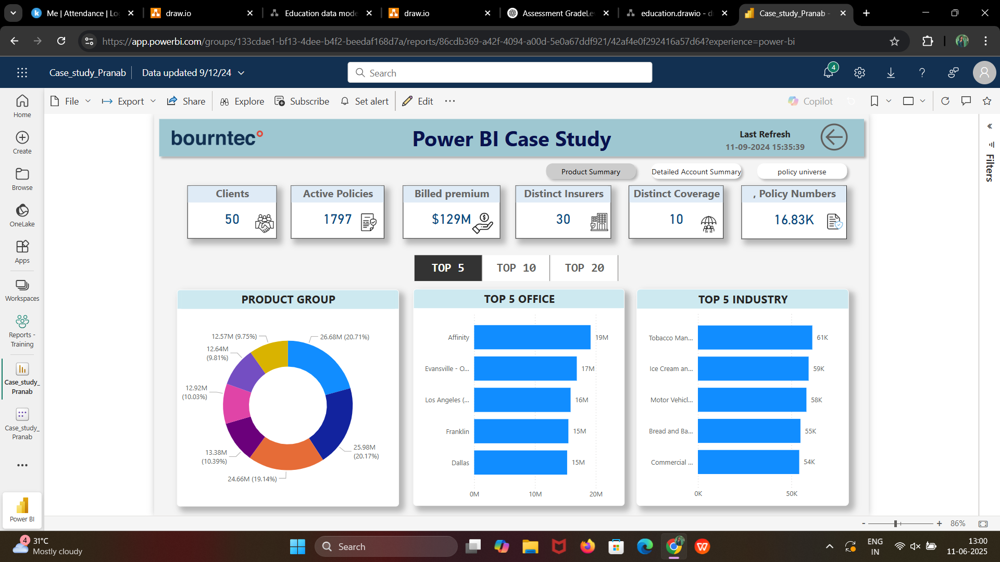 Me | Attendance | Lo
draw.io
Education data mode
draw.io
Assessment GradeLe
education.drawio - d
Case_study_Pranab -
https://app.powerbi.com/groups/133cdae1-bf13-4dee-b4f2-beedaf168d7a/reports/86cdb369-a42f-4094-a00d-5e0a67ddf921/42af4e0f292416a57d64?experience=power-bi
Case_study_Pranab
Data updated 9/12/24
Search
4
File
Export
Share
Explore
Subscribe
Set alert
Edit
Copilot
Home
Create
Browse
OneLake
Apps
Workspaces
Reports -
Training
Case_study_
Pranab
Case_study_
Pranab
Power BI
Filters
bourntec
Power BI Case Study
Last Refresh
11-09-2024 15:35:39
Product Summary
Detailed Account Summary
policy universe
Clients
50
Active Policies
1797
Billed premium
$129M
Distinct Insurers
30
Distinct Coverage
10
, Policy Numbers
16.83K
TOP 5
TOP 10
TOP 20
PRODUCT GROUP
12.57M (9.75%)
26.68M (20.71%)
12.64M
(9.81%)
12.92M
(10.03%)
13.38M
(10.39%)
25.98M
(20.17%)
24.66M (19.14%)
TOP 5 OFFICE
Affinity
19M
Evansville - O...
17M
Los Angeles (...
16M
Franklin
15M
Dallas
15M
0M
10M
20M
TOP 5 INDUSTRY
Tobacco Man...
61K
Ice Cream an...
59K
Motor Vehicl...
58K
Bread and Ba...
55K
Commercial ...
54K
0K
50K
- + 86%
4
31°C
Mostly cloudy
Search
ENG
IN
13:00
11-06-2025